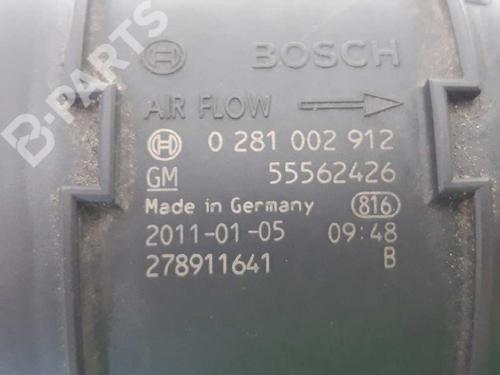 BOSCH
AIR FLOW
0 281 002 912
GM 55562426
Made in Germany 816
2011-01-05 09:48
278911641 B
B-PARTS
B-PARTS